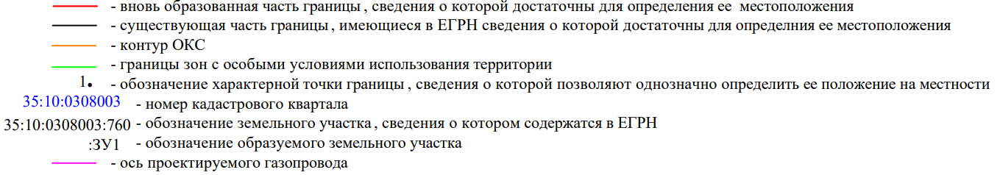 - вновь образованная часть границы, сведения о которой достаточны для определения ее местоположения
- существующая часть границы, имеющиеся в ЕГРН сведения о которой достаточны для определния ее местоположения
- контур ОКС
- границы зон с особыми условиями использования территории
1. - обозначение характерной точки границы, сведения о которой позволяют однозначно определить ее положение на местности
35:10:0308003 - номер кадастрового квартала
35:10:0308003:760 - обозначение земельного участка, сведения о котором содержатся в ЕГРН
:ЗУ1 - обозначение образуемого земельного участка
- ось проектируемого газопровода